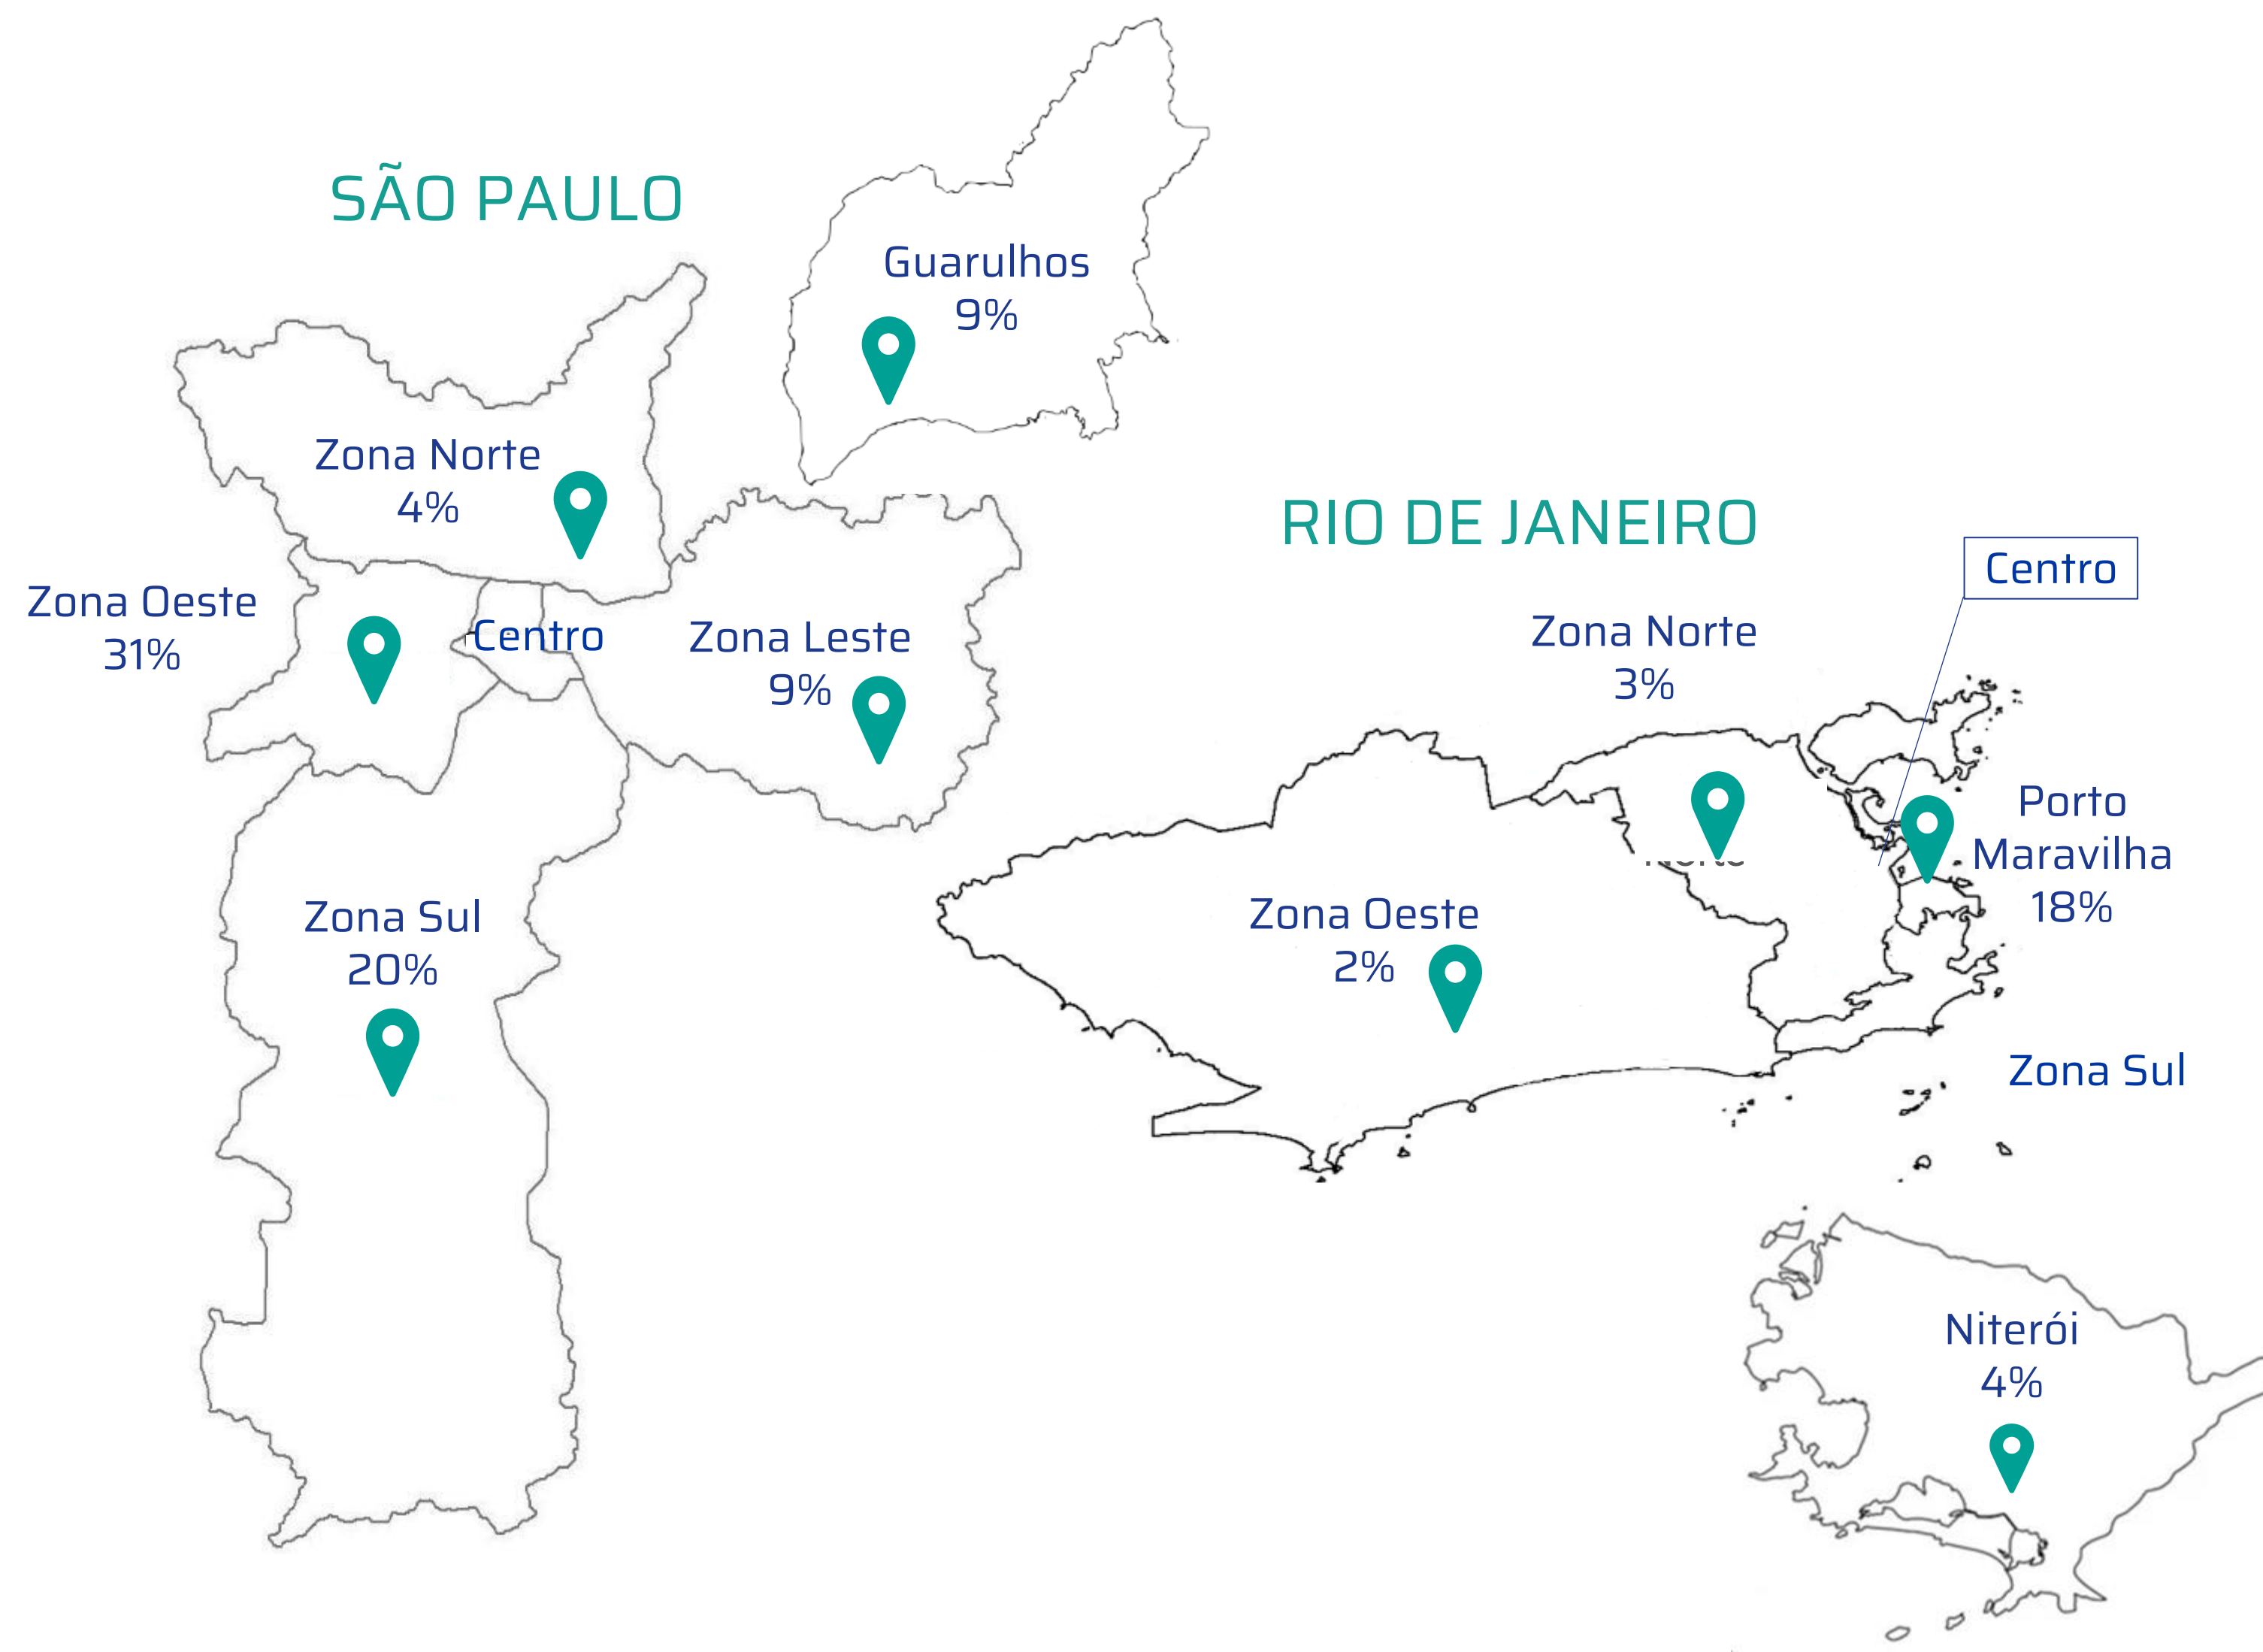 SÃO PAULO
Guarulhos
9%
Zona Norte
4%
Zona Oeste
31%
Centro
Zona Leste
9%
Zona Sul
20%
RIO DE JANEIRO
Centro
Zona Norte
3%
Porto
Maravilha
18%
Zona Oeste
2%
Zona Sul
Niterói
4%